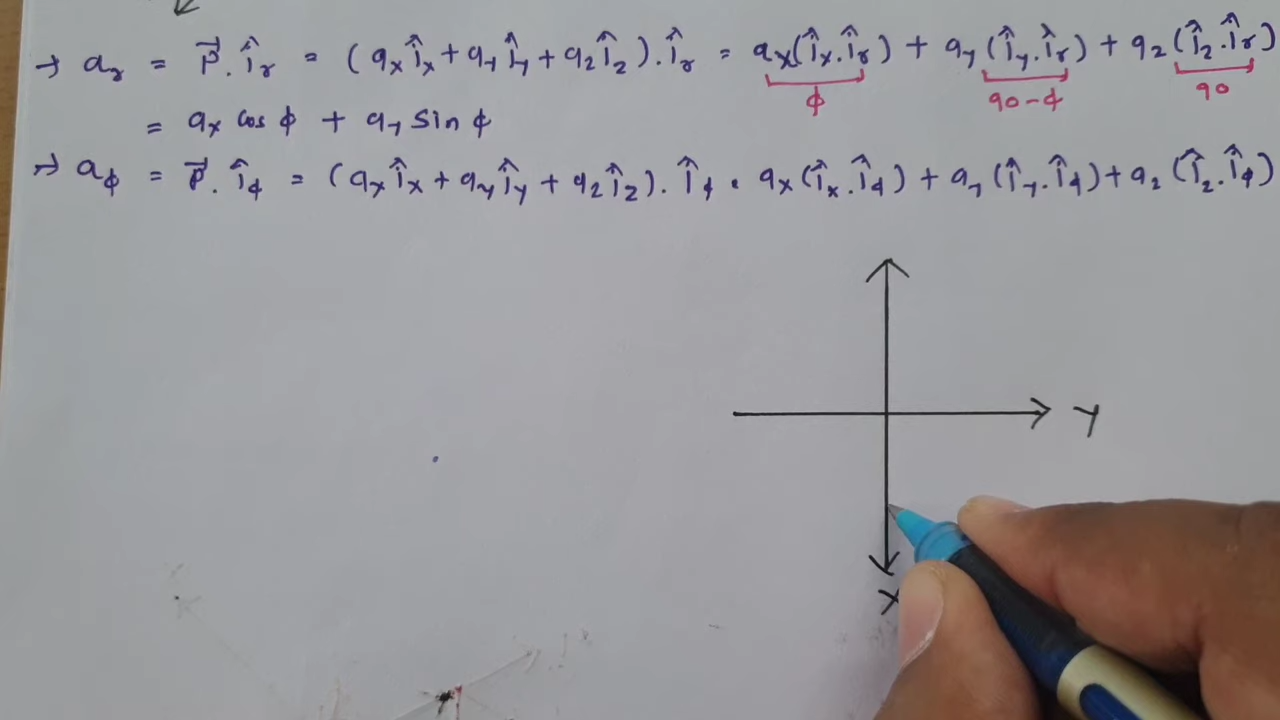 → aᵣ = P⃗.îᵣ = (aₓîₓ + aᵧîᵧ + a_zî_z).îᵣ = aₓ(îₓ.îᵣ) + aᵧ(îᵧ.îᵣ) + a_z(î_z.îᵣ)
ϕ 90-ϕ 90
= aₓ cos ϕ + aᵧ sin ϕ
→ a_ϕ = P⃗.î_ϕ = (aₓîₓ + aᵧîᵧ + a_zî_z).î_ϕ = aₓ(îₓ.î_ϕ) + aᵧ(îᵧ.î_ϕ) + a_z(î_z.î_ϕ)
Y
X